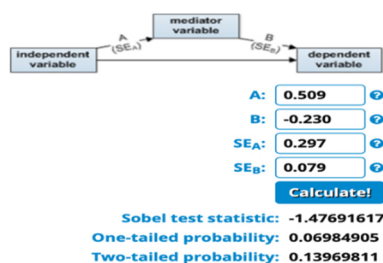 mediator
variable
A
(SEA)
B
(SEB)
independent
variable
dependent
variable
A: 0.509 ?
B: -0.230 ?
SEA: 0.297 ?
SEB: 0.079 ?
Calculate!
Sobel test statistic: -1.47691617
One-tailed probability: 0.06984905
Two-tailed probability: 0.13969811